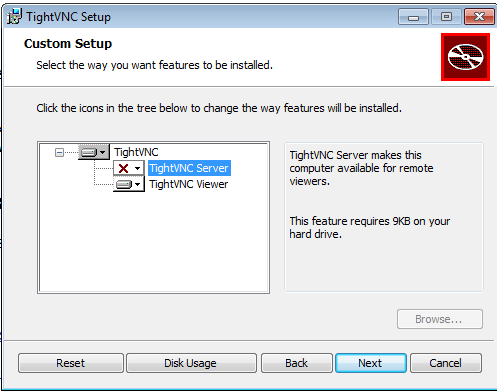 TightVNC Setup
Custom Setup
Select the way you want features to be installed.
Click the icons in the tree below to change the way features will be installed.
TightVNC
TightVNC Server
TightVNC Viewer
TightVNC Server makes this
computer available for remote
viewers.
This feature requires 9KB on your
hard drive.
Browse...
Reset
Disk Usage
Back
Next
Cancel